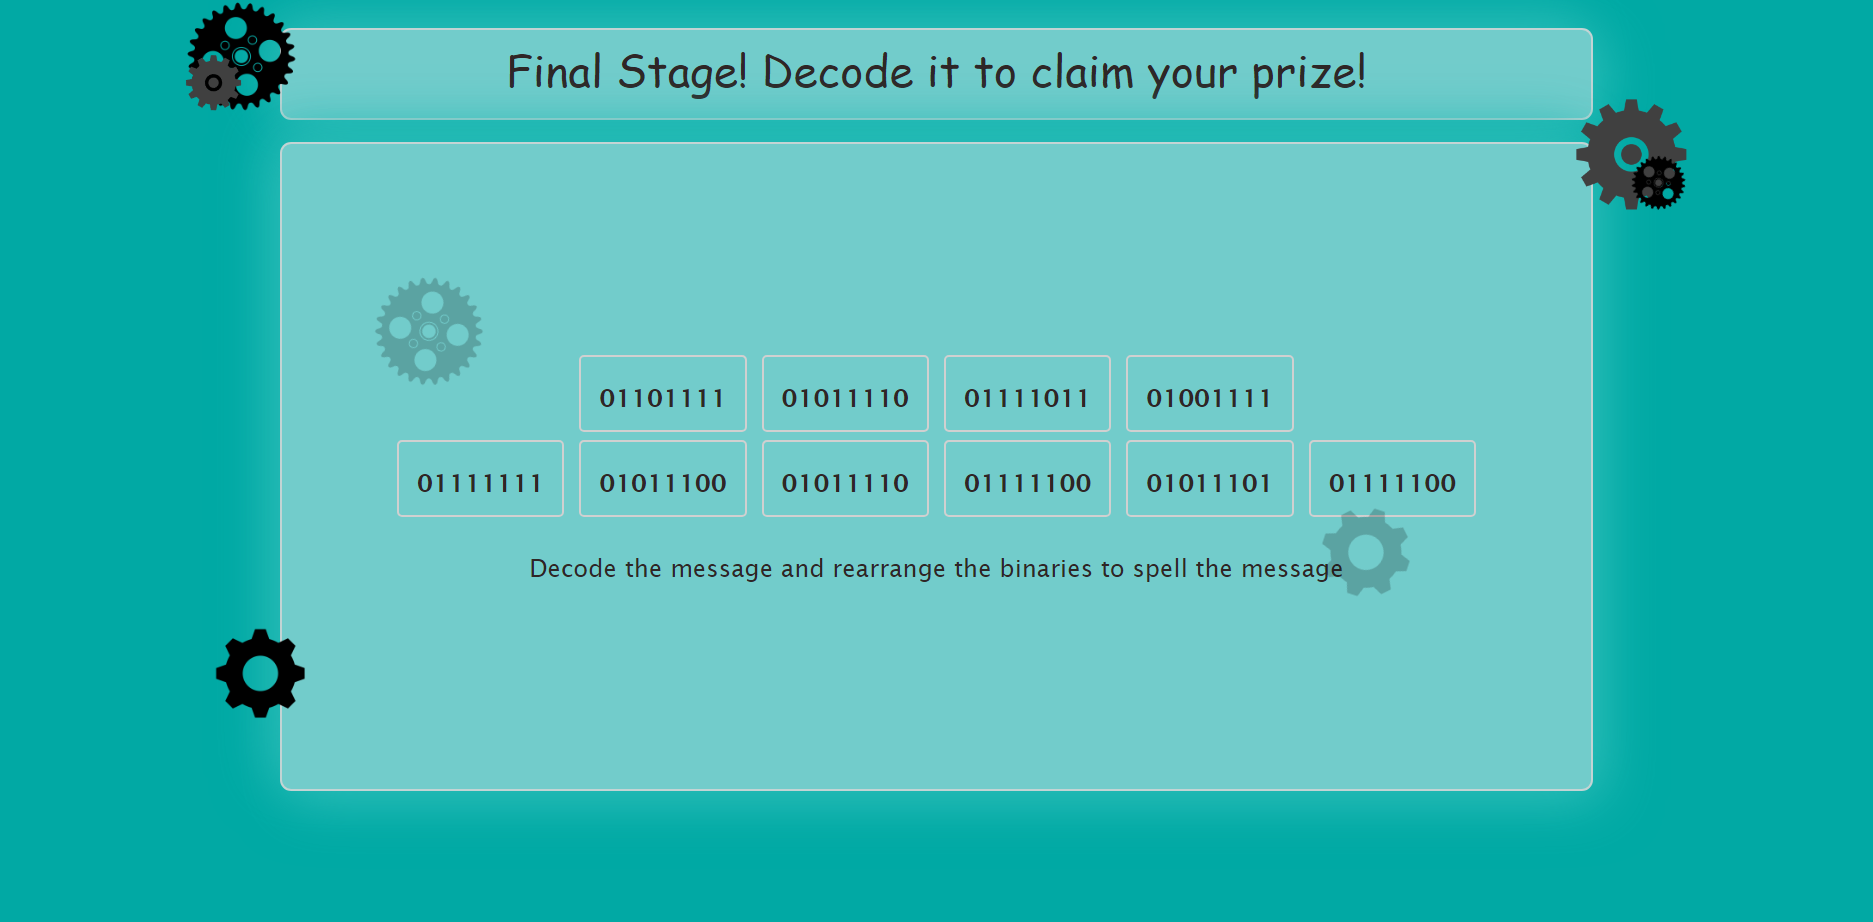 Final Stage! Decode it to claim your prize!
01101111 01011110 01111011 01001111
01111111 01011100 01011110 01111100 01011101 01111100
Decode the message and rearrange the binaries to spell the message